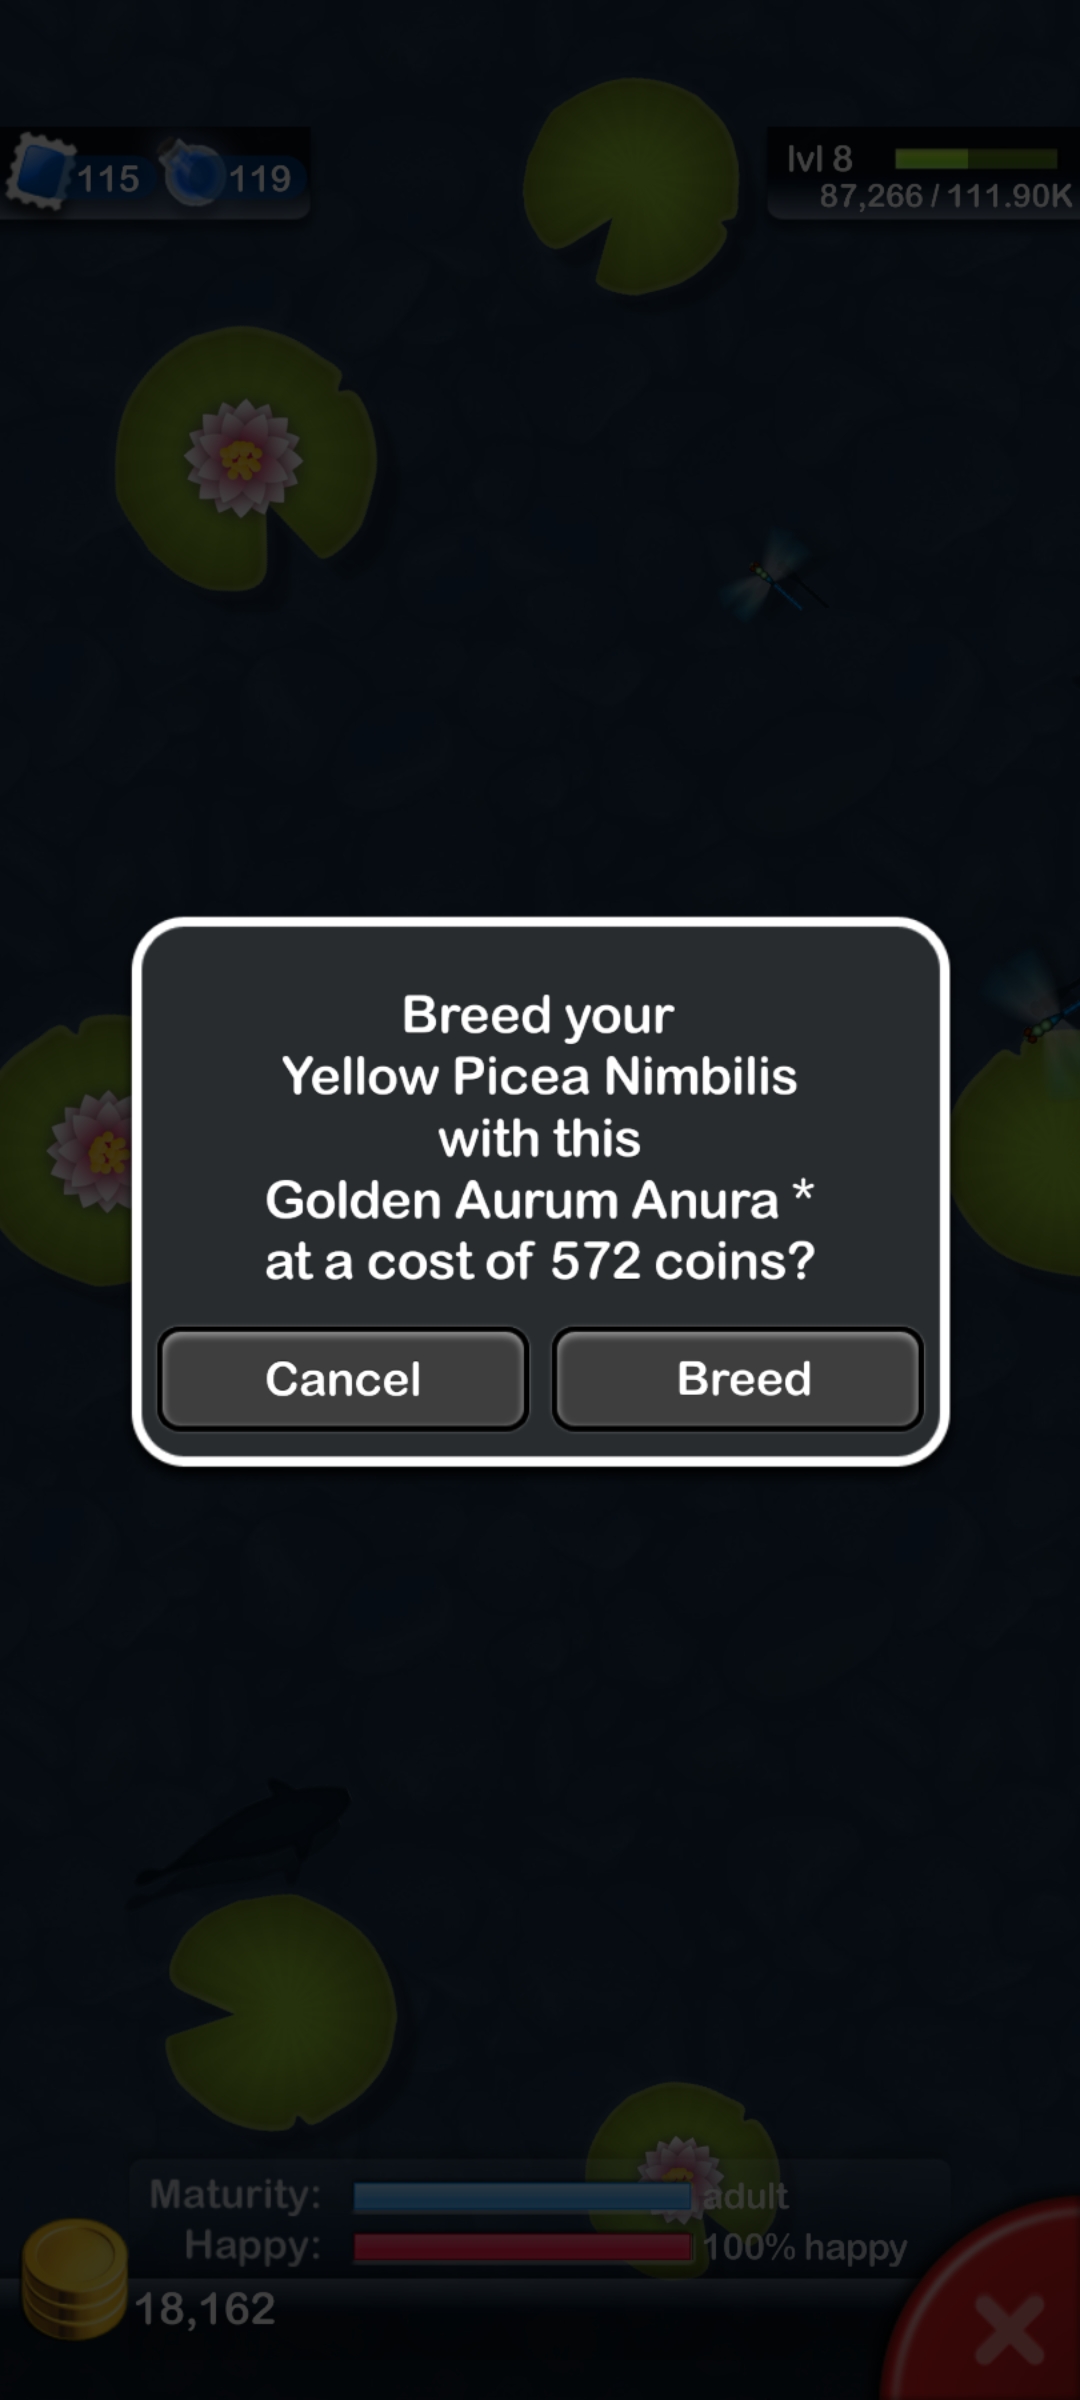 115
119
lvl 8
87,266 / 111.90K
Breed your
Yellow Picea Nimbilis
with this
Golden Aurum Anura *
at a cost of 572 coins?
Cancel
Breed
Maturity: adult
Happy: 100% happy
18,162